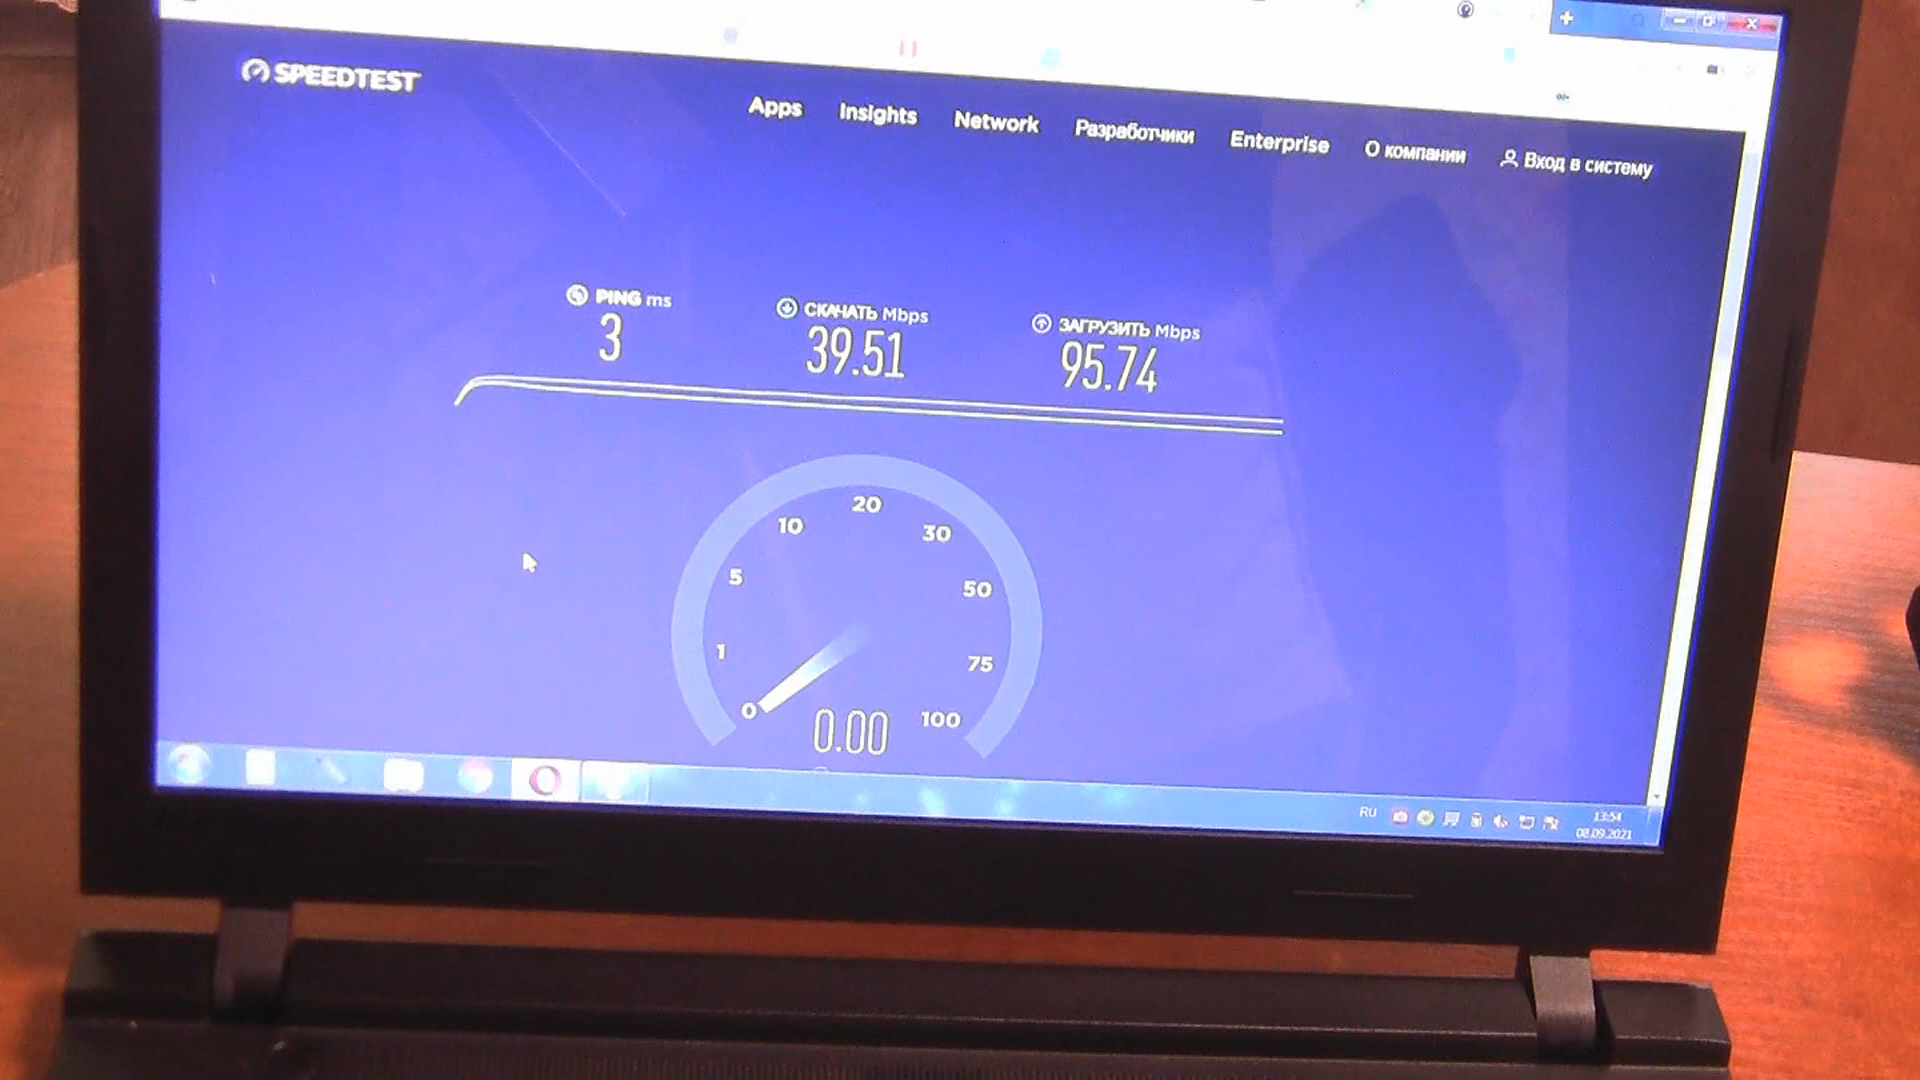 SPEEDTEST
Apps Insights Network Разработчики Enterprise О компании Вход в систему
PING ms СКАЧАТЬ Mbps ЗАГРУЗИТЬ Mbps
3 39.51 95.74
20
10 30
5 50
1 75
0 100
0.00
RU 13:54
08.09.2021